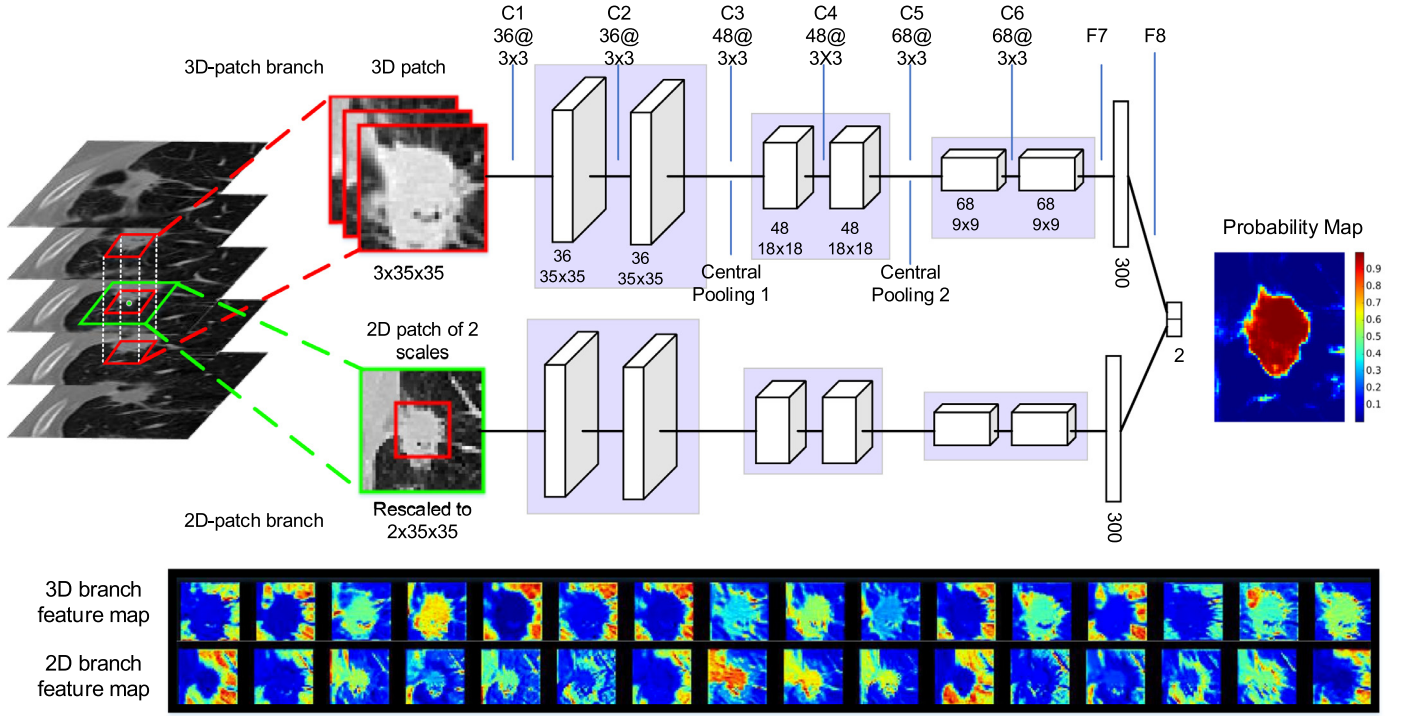 C1
36@
3x3
C2
36@
3x3
C3
48@
3x3
C4
48@
3X3
C5
68@
3x3
C6
68@
3x3
F7
F8
3D-patch branch
3D patch
3x35x35
36
35x35
36
35x35
48
18x18
48
18x18
68
9x9
68
9x9
300
Central
Pooling 1
Central
Pooling 2
2D patch of 2
scales
Rescaled to
2x35x35
2D-patch branch
300
2
Probability Map
0.9
0.8
0.7
0.6
0.5
0.4
0.3
0.2
0.1
3D branch
feature map
2D branch
feature map